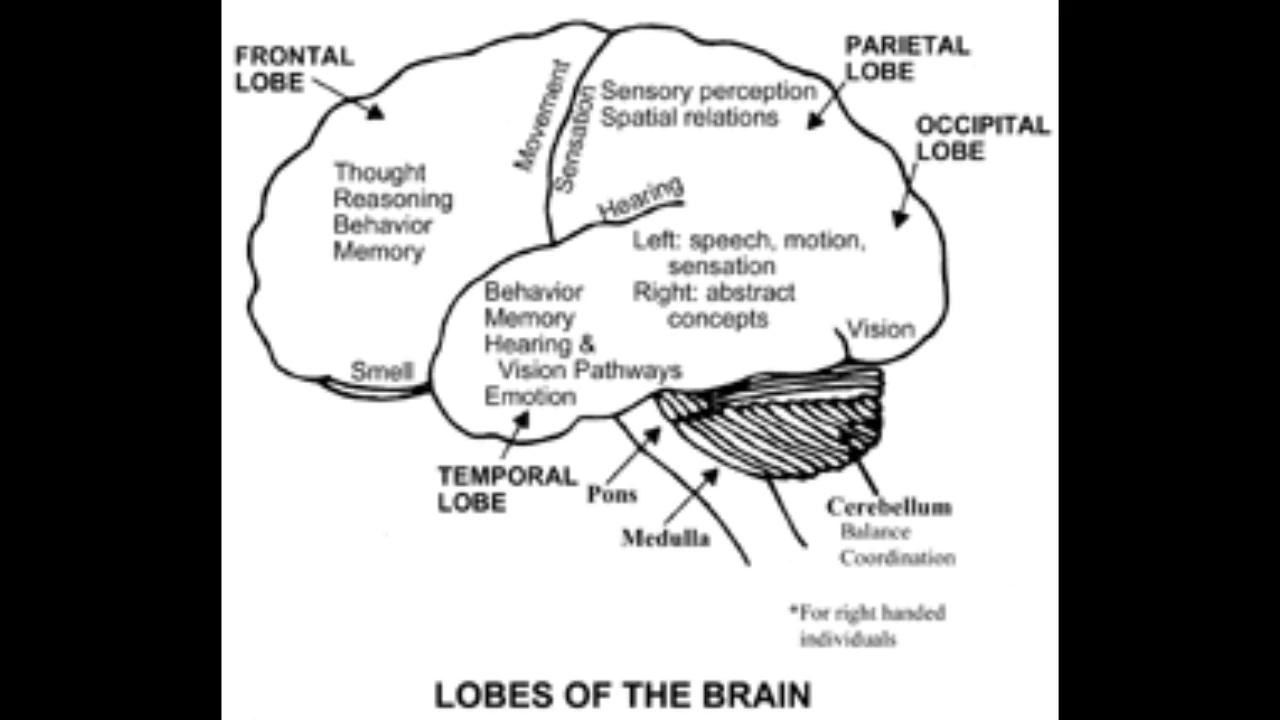 FRONTAL
LOBE
PARIETAL
LOBE
OCCIPITAL
LOBE
Movement
Sensation
Sensory perception
Spatial relations
Thought
Reasoning
Behavior
Memory
Hearing
Left: speech, motion,
sensation
Right: abstract
concepts
Behavior
Memory
Hearing &
Vision Pathways
Emotion
Vision
Smell
TEMPORAL
LOBE
Pons
Medulla
Cerebellum
Balance
Coordination
*For right handed
individuals
LOBES OF THE BRAIN